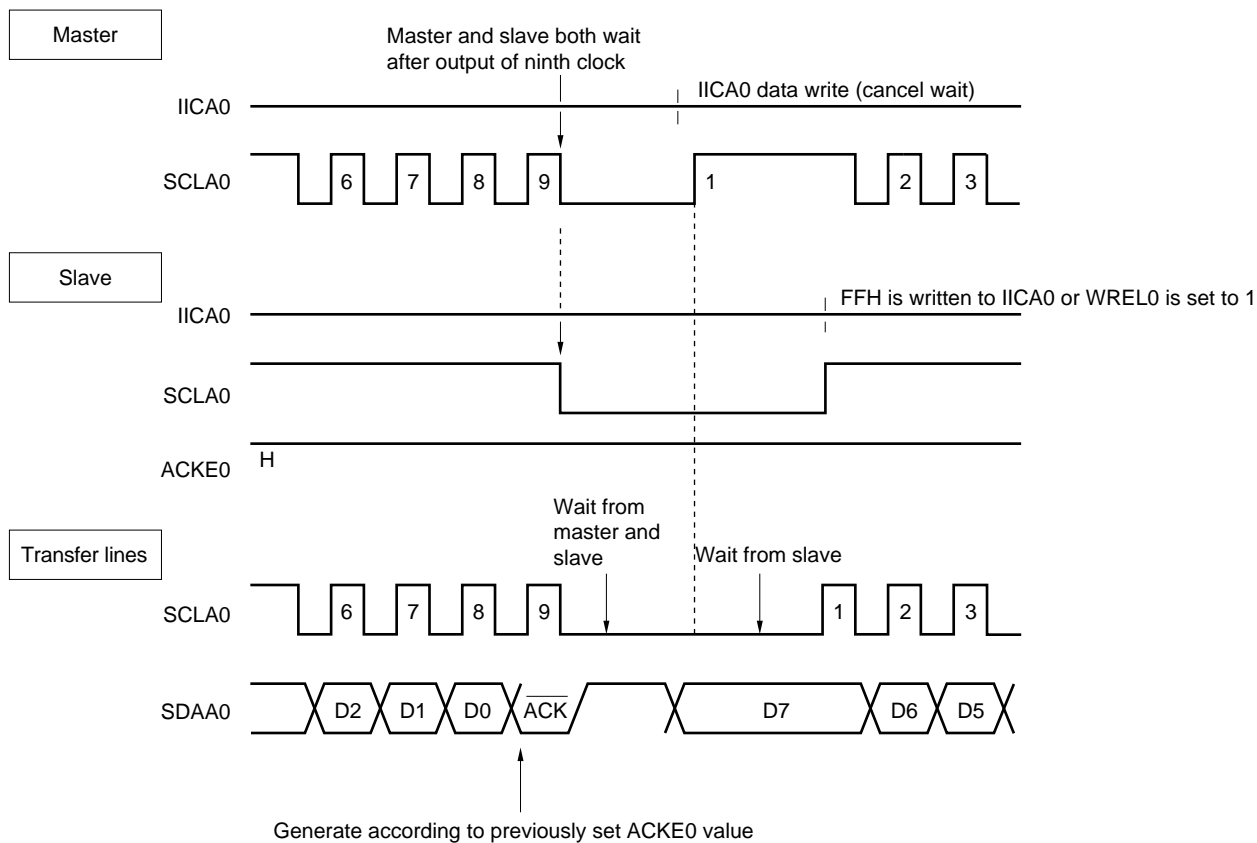 Master
Master and slave both wait
after output of ninth clock
IICA0
IICA0 data write (cancel wait)
SCLA0
6 7 8 9 1 2 3
Slave
IICA0
FFH is written to IICA0 or WREL0 is set to 1
SCLA0
ACKE0
H
Transfer lines
Wait from
master and
slave
Wait from slave
SCLA0
6 7 8 9 1 2 3
SDAA0
D2 D1 D0 ACK D7 D6 D5
Generate according to previously set ACKE0 value